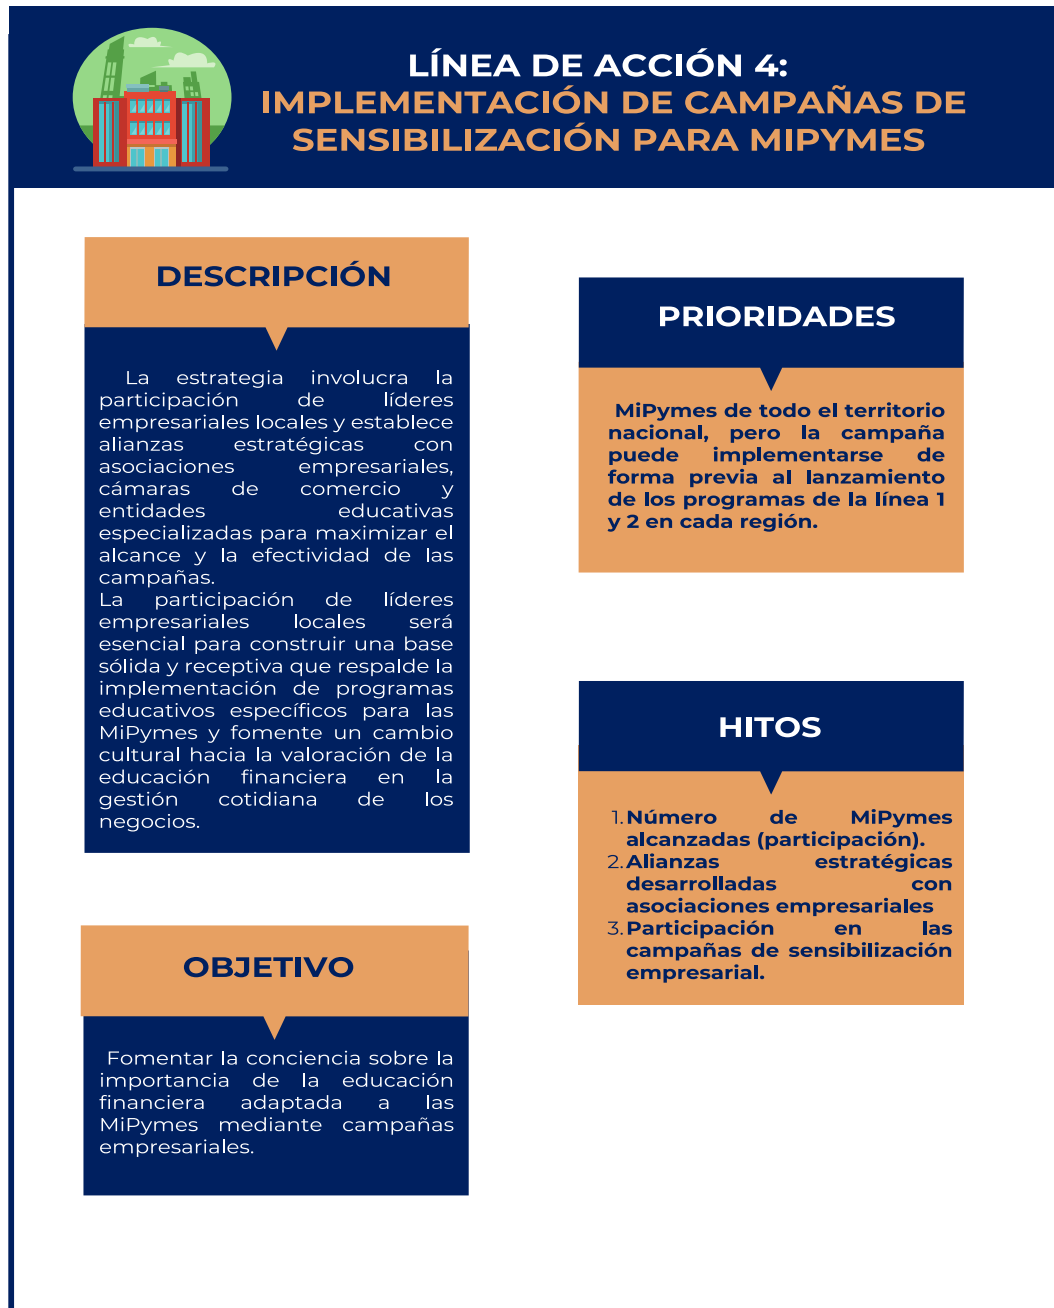 LÍNEA DE ACCIÓN 4:
IMPLEMENTACIÓN DE CAMPAÑAS DE
SENSIBILIZACIÓN PARA MIPYMES
DESCRIPCIÓN
La estrategia involucra la
participación de líderes
empresariales locales y establece
alianzas estratégicas con
asociaciones empresariales,
cámaras de comercio y
entidades educativas
especializadas para maximizar el
alcance y la efectividad de las
campañas.
La participación de líderes
empresariales locales será
esencial para construir una base
sólida y receptiva que respalde la
implementación de programas
educativos específicos para las
MiPymes y fomente un cambio
cultural hacia la valoración de la
educación financiera en la
gestión cotidiana de los
negocios.
OBJETIVO
Fomentar la conciencia sobre la
importancia de la educación
financiera adaptada a las
MiPymes mediante campañas
empresariales.
PRIORIDADES
MiPymes de todo el territorio
nacional, pero la campaña
puede implementarse de
forma previa al lanzamiento
de los programas de la línea 1
y 2 en cada región.
HITOS
1. Número de MiPymes
alcanzadas (participación).
2. Alianzas estratégicas
desarrolladas con
asociaciones empresariales
3. Participación en las
campañas de sensibilización
empresarial.